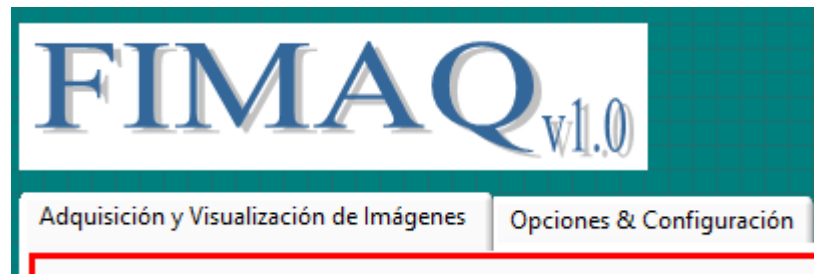 FIMAQ v1.0
Adquisición y Visualización de Imágenes
Opciones & Configuración